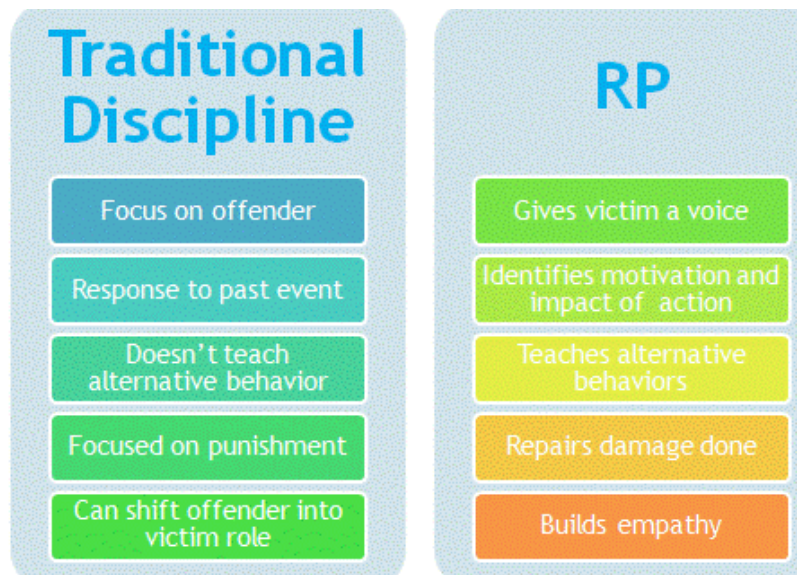 Traditional
Discipline
Focus on offender
Response to past event
Doesn't teach
alternative behavior
Focused on punishment
Can shift offender into
victim role
RP
Gives victim a voice
Identifies motivation and
impact of action
Teaches alternative
behaviors
Repairs damage done
Builds empathy